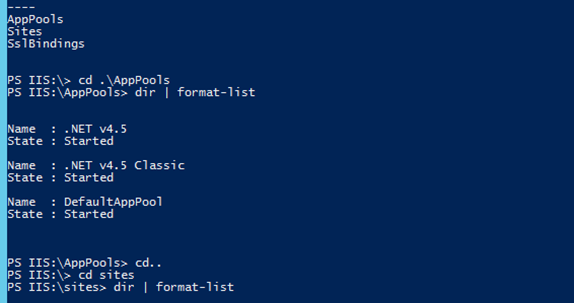 ----
AppPools
Sites
SslBindings
PS IIS:\> cd .\AppPools
PS IIS:\AppPools> dir | format-list
Name  : .NET v4.5
State : Started
Name  : .NET v4.5 Classic
State : Started
Name  : DefaultAppPool
State : Started
PS IIS:\AppPools> cd..
PS IIS:\> cd sites
PS IIS:\sites> dir | format-list